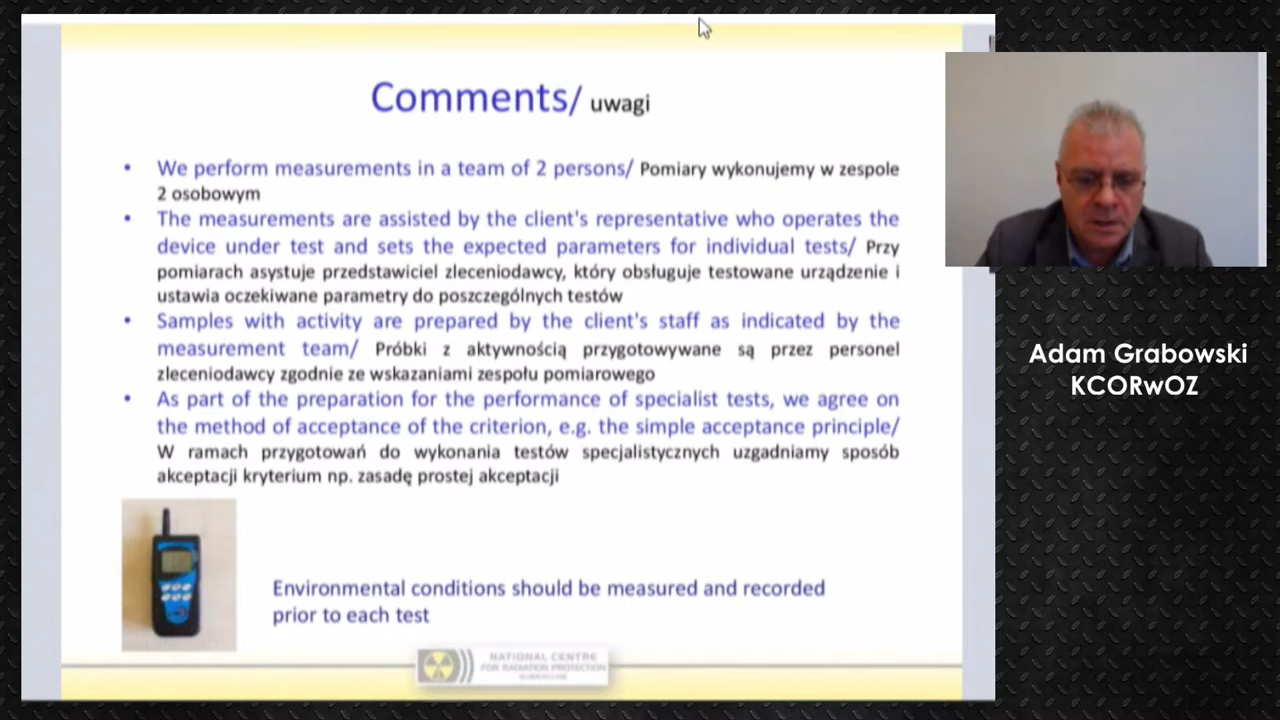 Comments/ uwagi
• We perform measurements in a team of 2 persons/ Pomiary wykonujemy w zespole
2 osobowym
• The measurements are assisted by the client's representative who operates the
device under test and sets the expected parameters for individual tests/ Przy
pomiarach asystuje przedstawiciel zleceniodawcy, który obsługuje testowane urządzenie i
ustawia oczekiwane parametry do poszczególnych testów
• Samples with activity are prepared by the client's staff as indicated by the
measurement team/ Próbki z aktywnością przygotowywane są przez personel
zleceniodawcy zgodnie ze wskazaniami zespołu pomiarowego
• As part of the preparation for the performance of specialist tests, we agree on
the method of acceptance of the criterion, e.g. the simple acceptance principle/
W ramach przygotowań do wykonania testów specjalistycznych uzgadniamy sposób
akceptacji kryterium np. zasadę prostej akceptacji
Environmental conditions should be measured and recorded
prior to each test
NATIONAL CENTRE
FOR RADIATION PROTECTION
Adam Grabowski
KCORwOZ